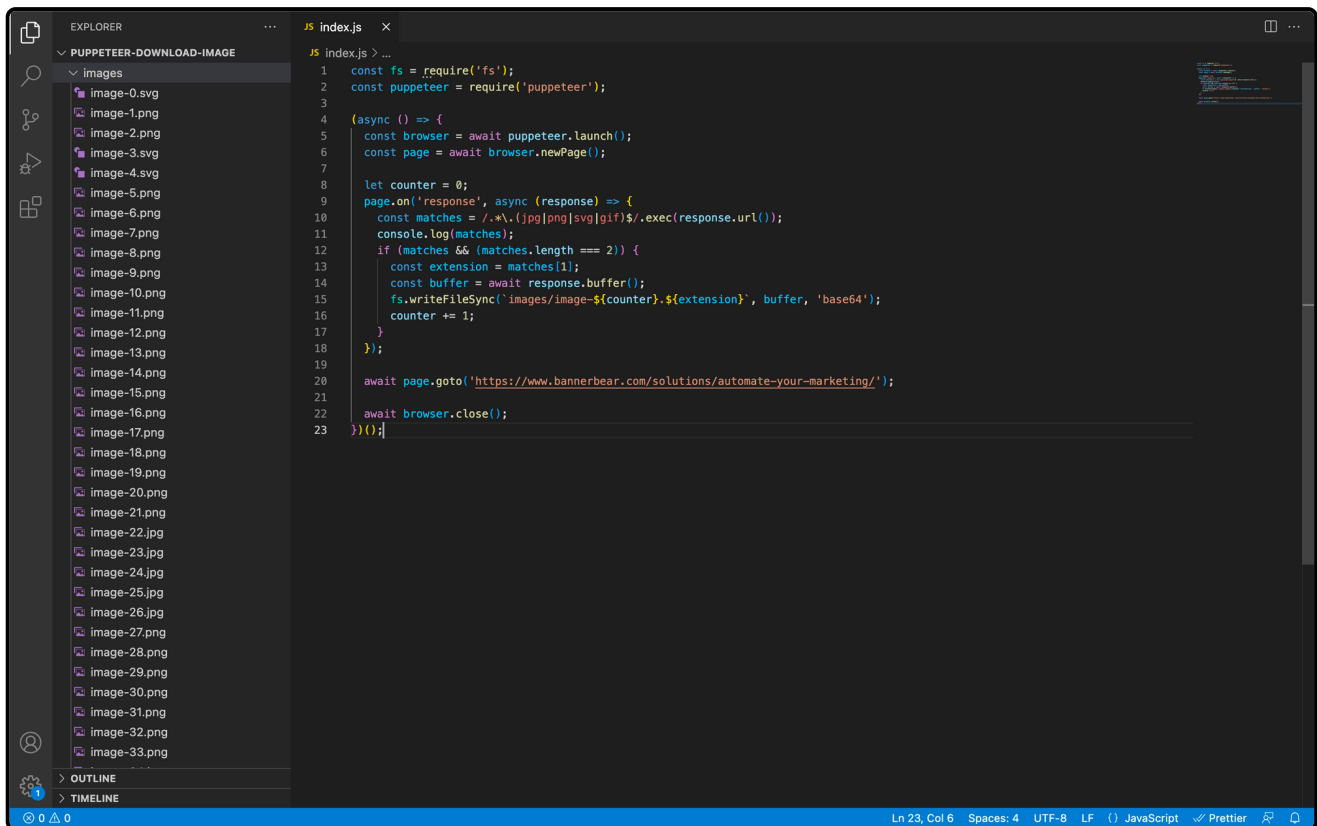 EXPLORER ···
PUPPETEER-DOWNLOAD-IMAGE
images
image-0.svg
image-1.png
image-2.png
image-3.svg
image-4.svg
image-5.png
image-6.png
image-7.png
image-8.png
image-9.png
image-10.png
image-11.png
image-12.png
image-13.png
image-14.png
image-15.png
image-16.png
image-17.png
image-18.png
image-19.png
image-20.png
image-21.png
image-22.jpg
image-23.jpg
image-24.jpg
image-25.jpg
image-26.jpg
image-27.png
image-28.png
image-29.png
image-30.png
image-31.png
image-32.png
image-33.png
OUTLINE
TIMELINE
JS index.js ×
JS index.js > ...
1 const fs = require('fs');
2 const puppeteer = require('puppeteer');
3
4 (async () => {
5 const browser = await puppeteer.launch();
6 const page = await browser.newPage();
7
8 let counter = 0;
9 page.on('response', async (response) => {
10 const matches = /.*\.(jpg|png|svg|gif)$/.exec(response.url());
11 console.log(matches);
12 if (matches && (matches.length === 2)) {
13 const extension = matches[1];
14 const buffer = await response.buffer();
15 fs.writeFileSync(`images/image-${counter}.${extension}`, buffer, 'base64');
16 counter += 1;
17 }
18 });
19
20 await page.goto('https://www.bannerbear.com/solutions/automate-your-marketing/');
21
22 await browser.close();
23 })();
1
0 0 Ln 23, Col 6 Spaces: 4 UTF-8 LF {} JavaScript Prettier